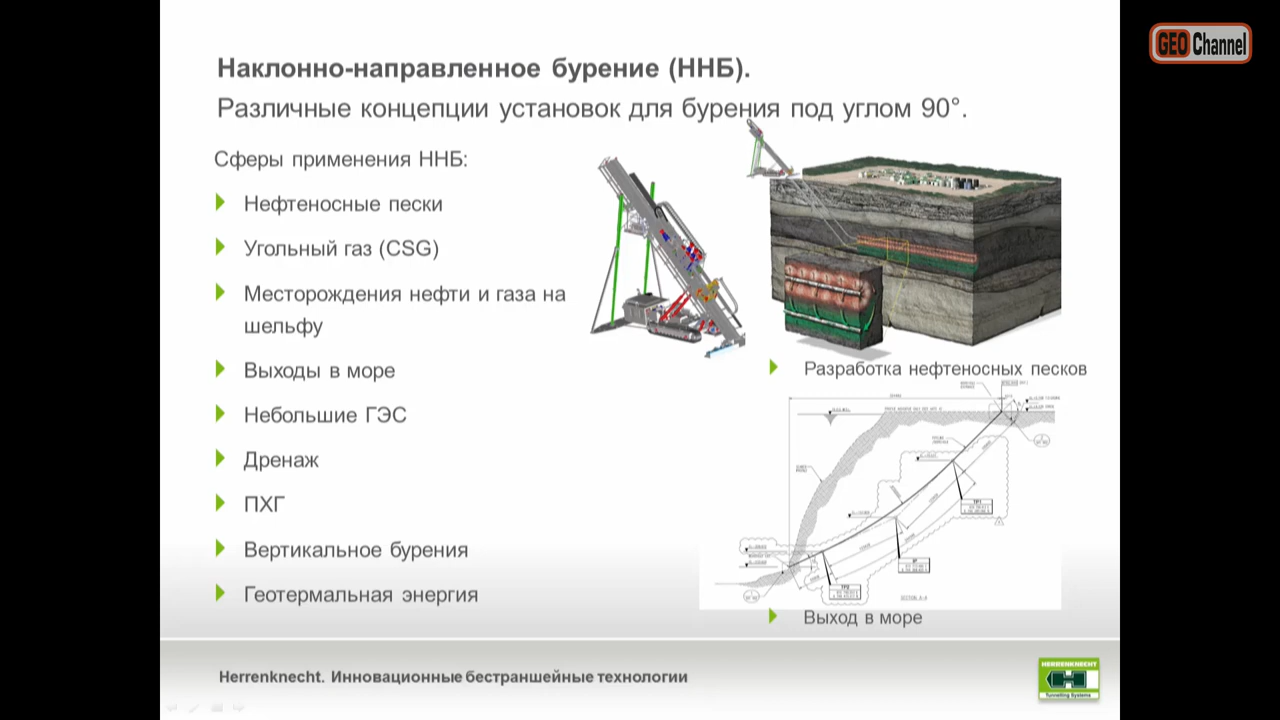 GEO Channel
Наклонно-направленное бурение (ННБ).
Различные концепции установок для бурения под углом 90°.
Сферы применения ННБ:
Нефтеносные пески
Угольный газ (CSG)
Месторождения нефти и газа на
шельфу
Выходы в море
Небольшие ГЭС
Дренаж
ПХГ
Вертикальное бурения
Геотермальная энергия
Разработка нефтеносных песков
Выход в море
Herrenknecht. Инновационные бестраншейные технологии
HERRENKNECHT
Tunnelling Systems